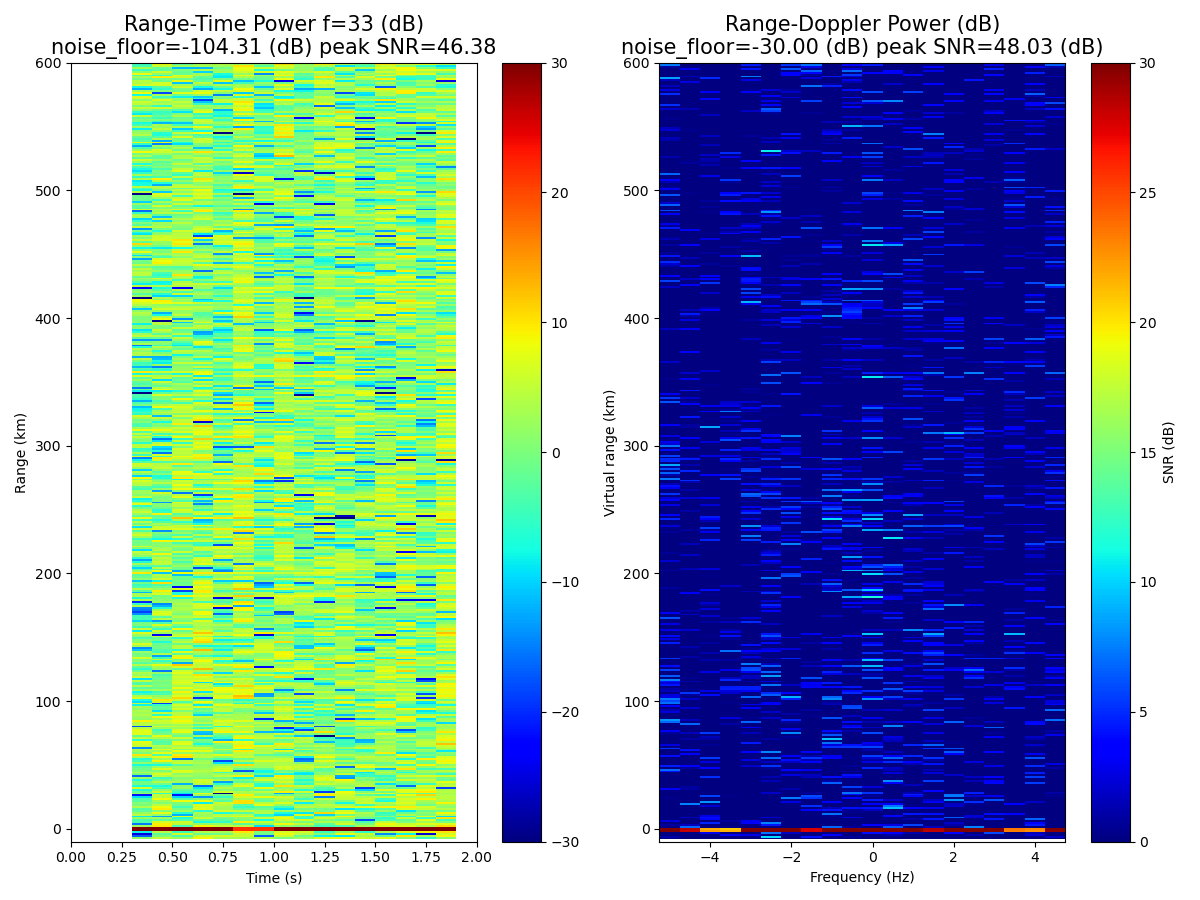 Range-Time Power f=33 (dB)
noise_floor=-104.31 (dB) peak SNR=46.38
600
500
400
300
200
100
0
Range (km)
0.00 0.25 0.50 0.75 1.00 1.25 1.50 1.75 2.00
Time (s)
30
20
10
0
−10
−20
−30
Range-Doppler Power (dB)
noise_floor=-30.00 (dB) peak SNR=48.03 (dB)
600
500
400
300
200
100
0
Virtual range (km)
−4 −2 0 2 4
Frequency (Hz)
30
25
20
15
10
5
0
SNR (dB)